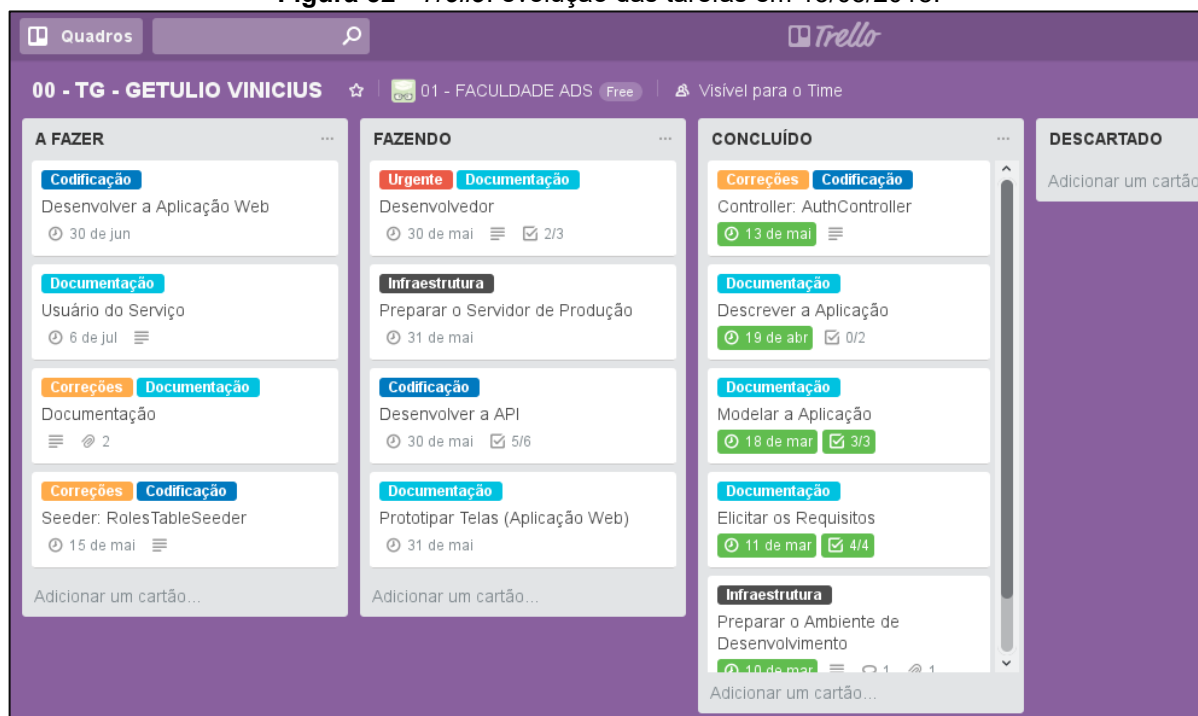 Quadros
Trello
00 - TG - GETULIO VINICIUS
01 - FACULDADE ADS Free
Visível para o Time
A FAZER
Codificação
Desenvolver a Aplicação Web
30 de jun
Documentação
Usuário do Serviço
6 de jul
Correções Documentação
Documentação
2
Correções Codificação
Seeder: RolesTableSeeder
15 de mai
Adicionar um cartão...
FAZENDO
Urgente Documentação
Desenvolvedor
30 de mai 2/3
Infraestrutura
Preparar o Servidor de Produção
31 de mai
Codificação
Desenvolver a API
30 de mai 5/6
Documentação
Prototipar Telas (Aplicação Web)
31 de mai
Adicionar um cartão...
CONCLUÍDO
Correções Codificação
Controller: AuthController
13 de mai
Documentação
Descrever a Aplicação
19 de abr 0/2
Documentação
Modelar a Aplicação
18 de mar 3/3
Documentação
Elicitar os Requisitos
11 de mar 4/4
Infraestrutura
Preparar o Ambiente de
Desenvolvimento
10 de mar 1 1
Adicionar um cartão...
DESCARTADO
Adicionar um cartão